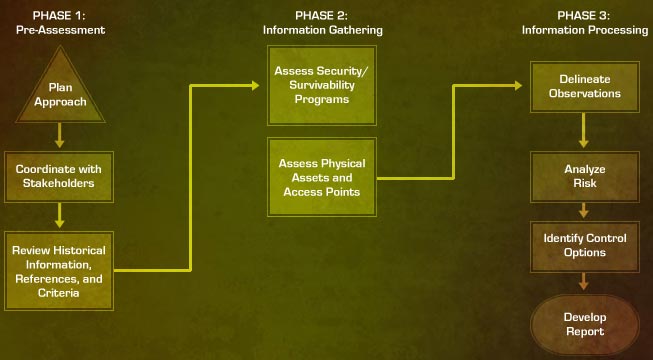 PHASE 1:
Pre-Assessment
Plan
Approach
Coordinate with
Stakeholders
Review Historical
Information,
References, and
Criteria
PHASE 2:
Information Gathering
Assess Security/
Survivability
Programs
Assess Physical
Assets and
Access Points
PHASE 3:
Information Processing
Delineate
Observations
Analyze
Risk
Identify Control
Options
Develop
Report